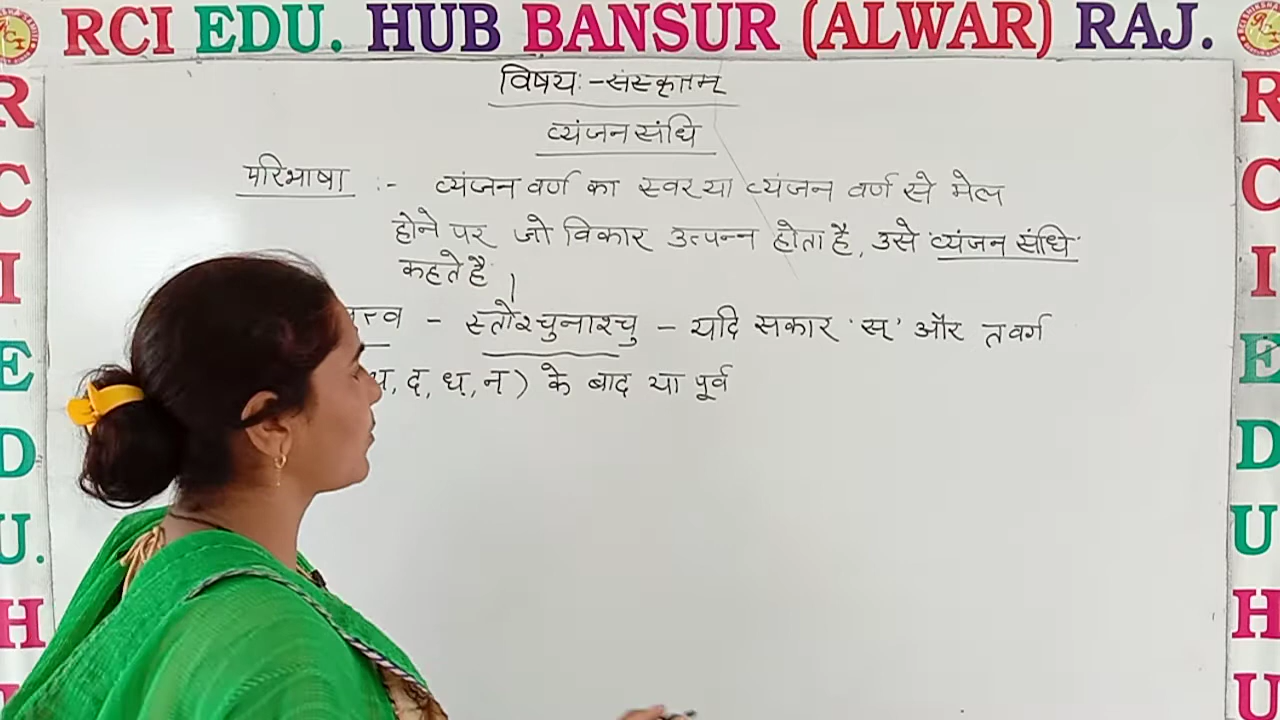 RCI EDU. HUB BANSUR (ALWAR) RAJ.
विषय:-संस्कृतम्
व्यंजन संधि
परिभाषा :- व्यंजन वर्ण का स्वर या व्यंजन वर्ण से मेल
होने पर जो विकार उत्पन्न होता है, उसे 'व्यंजन संधि'
कहते है।
स्तोश्चुनाश्चु - यदि सकार 'स्' और तवर्ग
द, ध, न) के बाद या पूर्व
R
C
I
E
D
U.
H
R
C
I
E
D
U
H
U